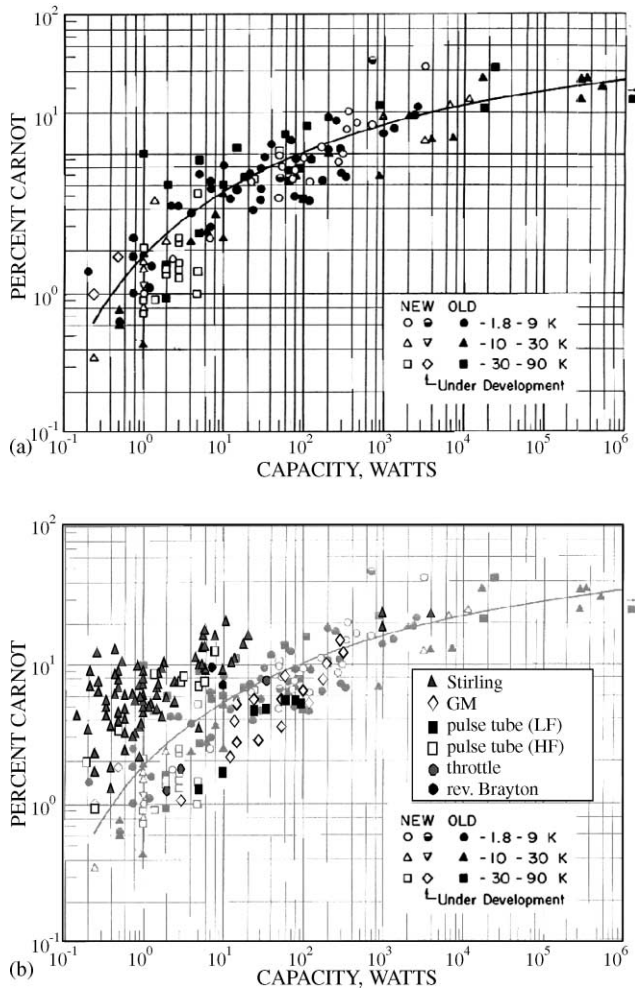 10²
10¹
10⁰
10⁻¹
PERCENT CARNOT
NEW OLD
-1.8-9 K
-10-30 K
-30-90 K
Under Development
(a)
10⁻¹ 10⁰ 10¹ 10² 10³ 10⁴ 10⁵ 10⁶
CAPACITY, WATTS
10²
10¹
10⁰
10⁻¹
PERCENT CARNOT
Stirling
GM
pulse tube (LF)
pulse tube (HF)
throttle
rev. Brayton
NEW OLD
-1.8-9 K
-10-30 K
-30-90 K
Under Development
(b)
10⁻¹ 10⁰ 10¹ 10² 10³ 10⁴ 10⁵ 10⁶
CAPACITY, WATTS